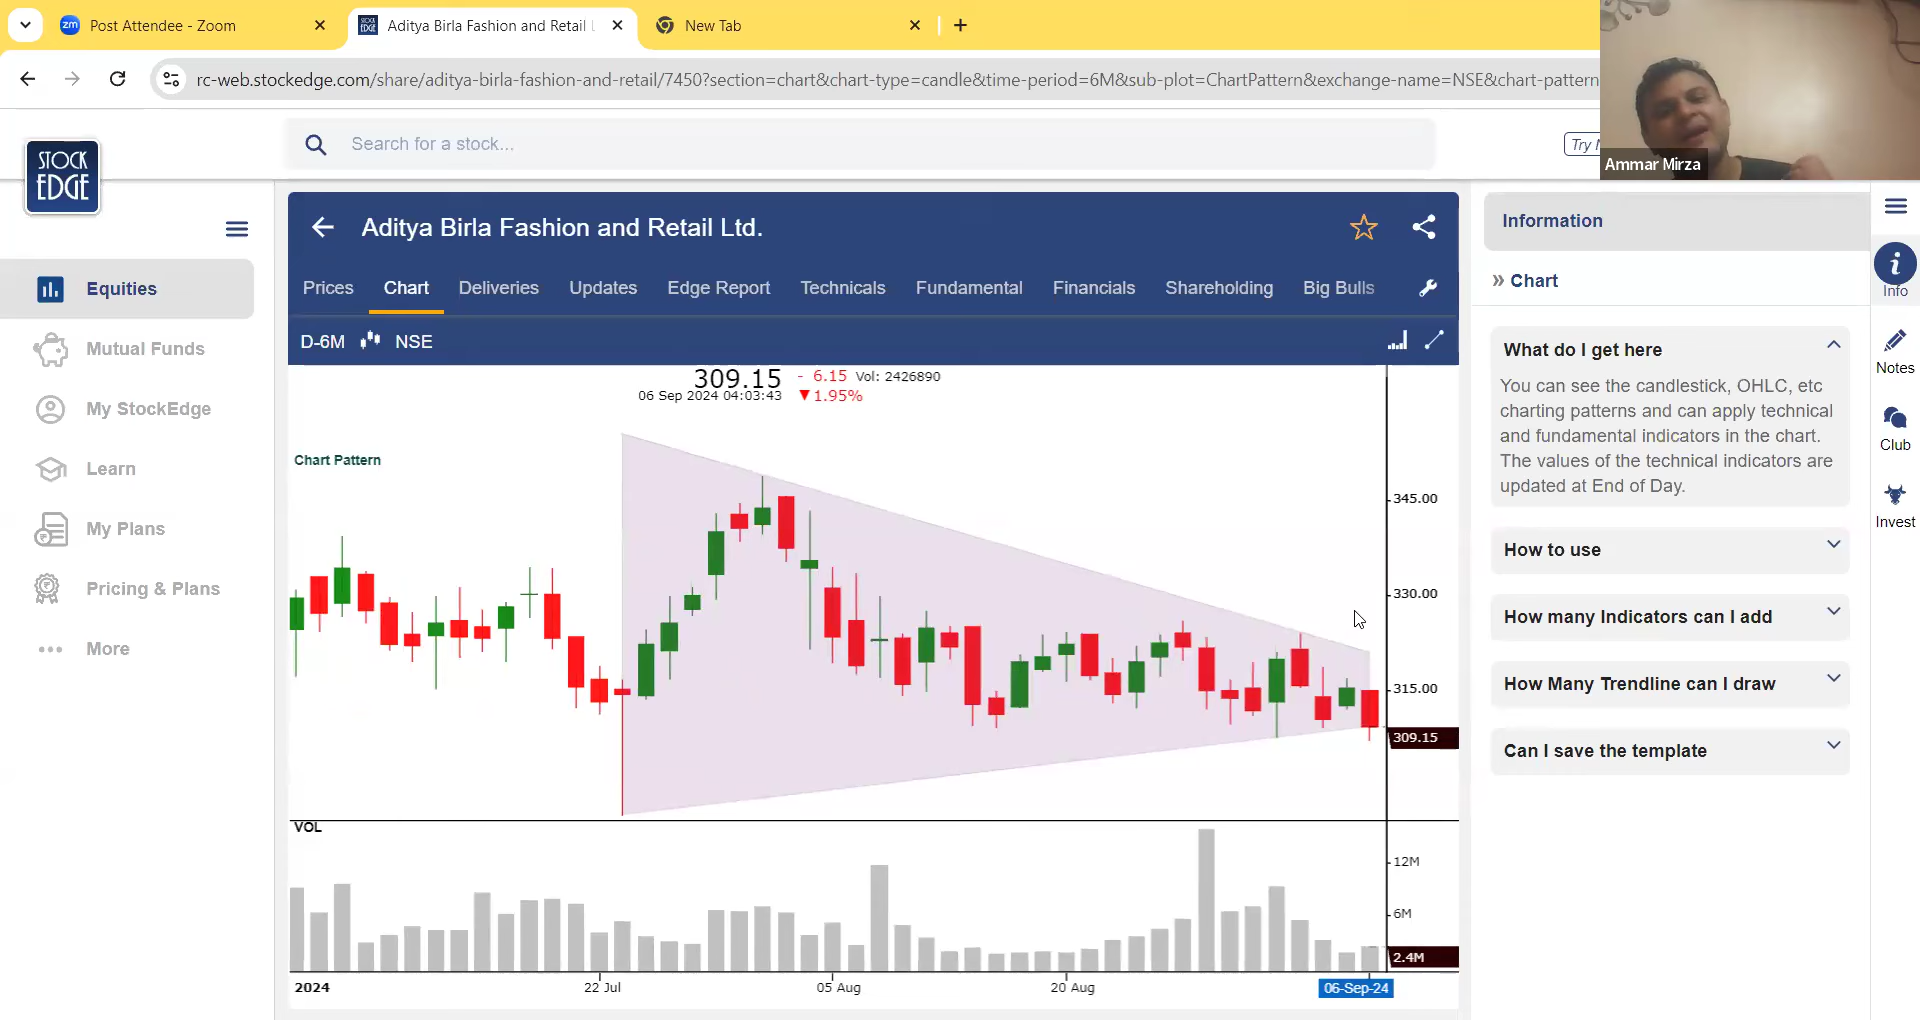 Post Attendee - Zoom
Aditya Birla Fashion and Retail
New Tab
rc-web.stockedge.com/share/aditya-birla-fashion-and-retail/7450?section=chart&chart-type=candle&time-period=6M&sub-plot=ChartPattern&exchange-name=NSE&chart-pattern
STOCK
EDGE
Search for a stock...
Try
Ammar Mirza
Equities
Mutual Funds
My StockEdge
Learn
My Plans
Pricing & Plans
More
Aditya Birla Fashion and Retail Ltd.
Prices Chart Deliveries Updates Edge Report Technicals Fundamental Financials Shareholding Big Bulls
D-6M NSE
309.15 - 6.15 Vol: 2426890
06 Sep 2024 04:03:43 ▼1.95%
Chart Pattern
345.00
330.00
315.00
309.15
VOL
12M
6M
2.4M
2024 22 Jul 05 Aug 20 Aug 06-Sep-24
Information
» Chart
What do I get here
You can see the candlestick, OHLC, etc
charting patterns and can apply technical
and fundamental indicators in the chart.
The values of the technical indicators are
updated at End of Day.
How to use
How many Indicators can I add
How Many Trendline can I draw
Can I save the template
Info
Notes
Club
Invest